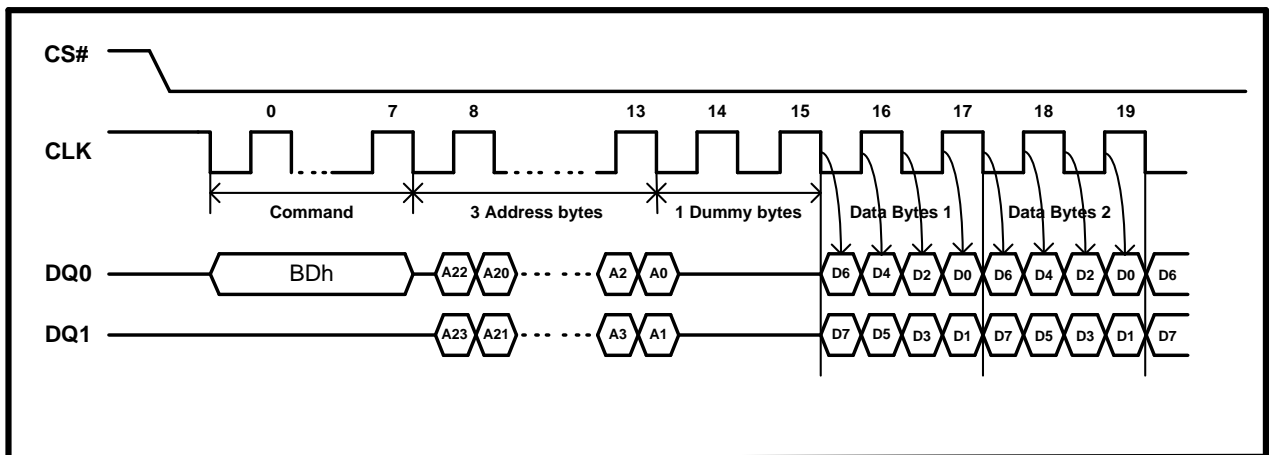 CS#
0 7 8 13 14 15 16 17 18 19
CLK
Command 3 Address bytes 1 Dummy bytes Data Bytes 1 Data Bytes 2
DQ0 BDh A22 A20 A2 A0 D6 D4 D2 D0 D6 D4 D2 D0 D6
DQ1 A23 A21 A3 A1 D7 D5 D3 D1 D7 D5 D3 D1 D7